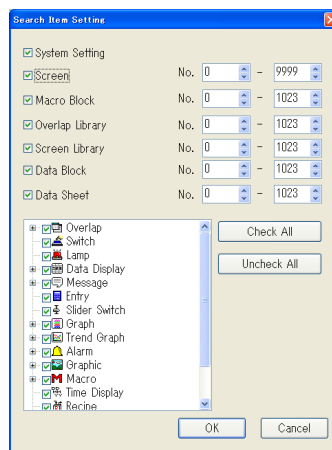 Search Item Setting
System Setting
Screen No. 0 - 9999
Macro Block No. 0 - 1023
Overlap Library No. 0 - 1023
Screen Library No. 0 - 1023
Data Block No. 0 - 1023
Data Sheet No. 0 - 1023
Overlap
Switch
Lamp
Data Display
Message
Entry
Slider Switch
Graph
Trend Graph
Alarm
Graphic
Macro
Time Display
Recipe
Check All
Uncheck All
OK Cancel